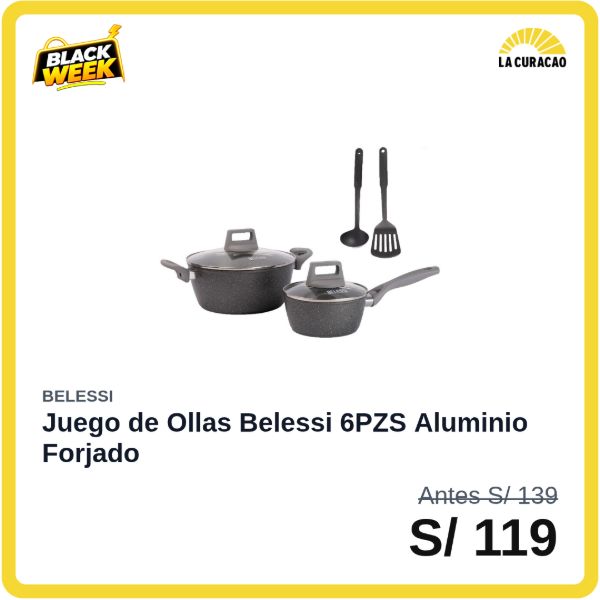 BLACK
WEEK
LA CURACAO
BELESSI
Juego de Ollas Belessi 6PZS Aluminio
Forjado
Antes S/ 139
S/ 119